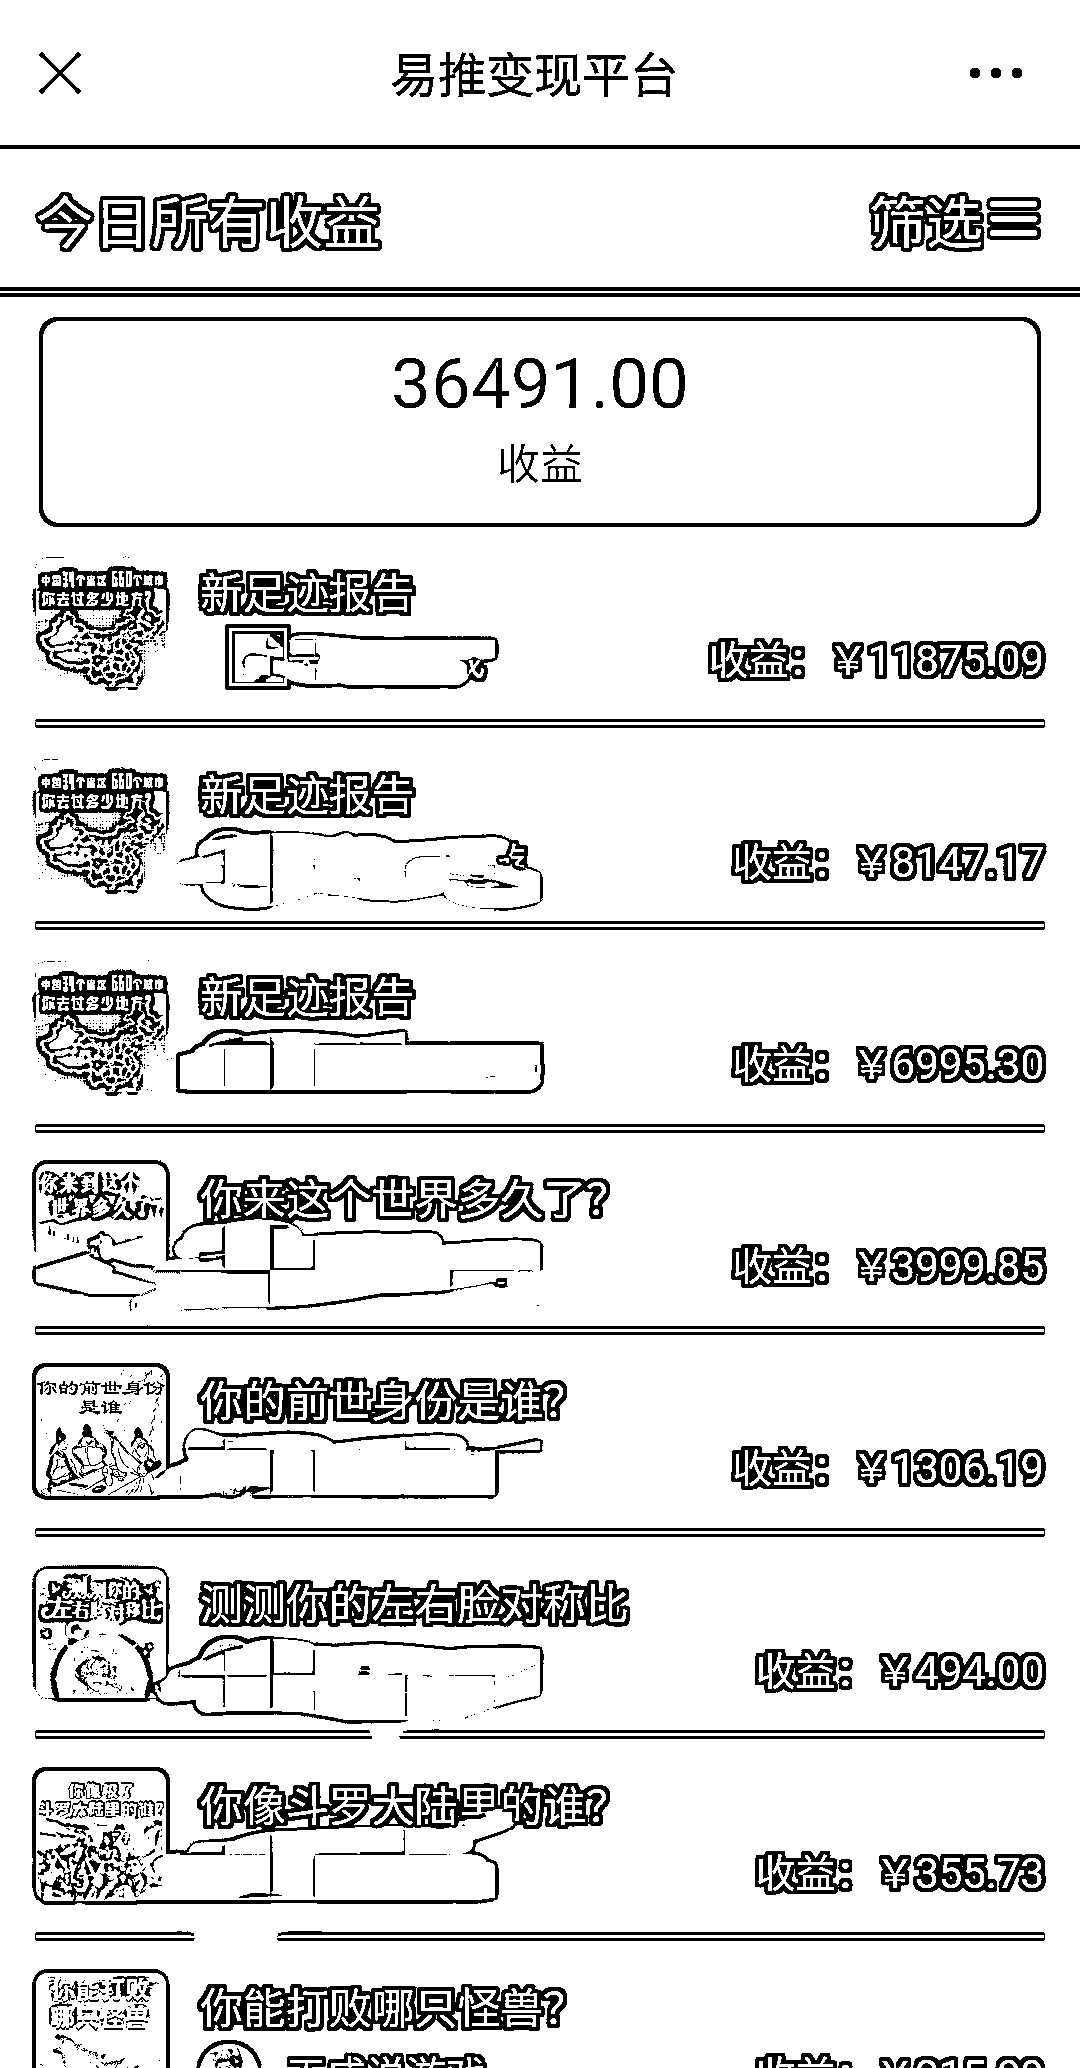 易推变现平台
今日所有收益 筛选
36491.00
收益
中国34个省区 660个城市
你去过多少地方?
新足迹报告
收益：￥11875.09
中国34个省区 660个城市
你去过多少地方?
新足迹报告
收益：￥8147.17
中国34个省区 660个城市
你去过多少地方?
新足迹报告
收益：￥6995.30
你来到这个
世界多久了
你来这个世界多久了？
收益：￥3999.85
你的前世身份
是谁
你的前世身份是谁？
收益：￥1306.19
测测你的
左右脸对称比
测测你的左右脸对称比
收益：￥494.00
你像极了
斗罗大陆里的谁?
你像斗罗大陆里的谁？
收益：￥355.73
你能打败
哪只怪兽
你能打败哪只怪兽？